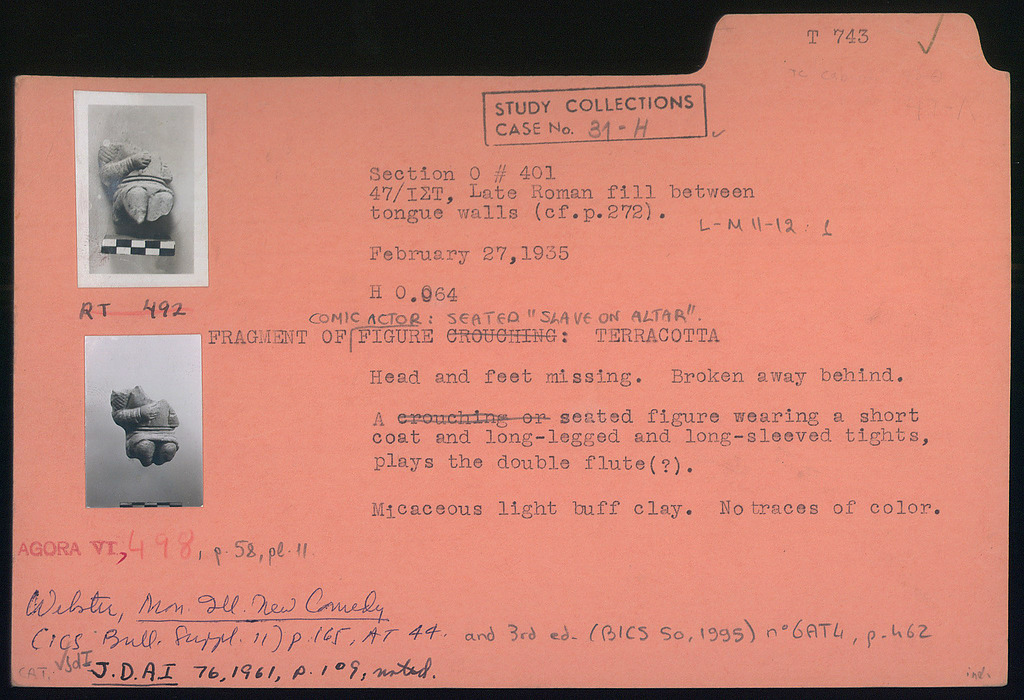 T 743 ✓
STUDY COLLECTIONS
CASE No. 31-H
Section O # 401
47/ΙΣΤ, Late Roman fill between
tongue walls (cf.p.272).
L-M 11-12 : 1
February 27,1935
H 0.064
RT 492
COMIC ACTOR: SEATED "SLAVE ON ALTAR".
FRAGMENT OF FIGURE CROUCHING: TERRACOTTA
Head and feet missing. Broken away behind.
A crouching or seated figure wearing a short
coat and long-legged and long-sleeved tights,
plays the double flute(?).
Micaceous light buff clay. No traces of color.
AGORA VI, 498, p. 58, pl. 11.
Webster, Mon. Ill. New Comedy
(ICS Bull. Suppl. 11) p. 165, AT 44. and 3rd ed. (BICS 50, 1995) nº 6AT4, p. 462
CAT. √JdI J.D.A.I 76, 1961, p. 109, noted.
ind.